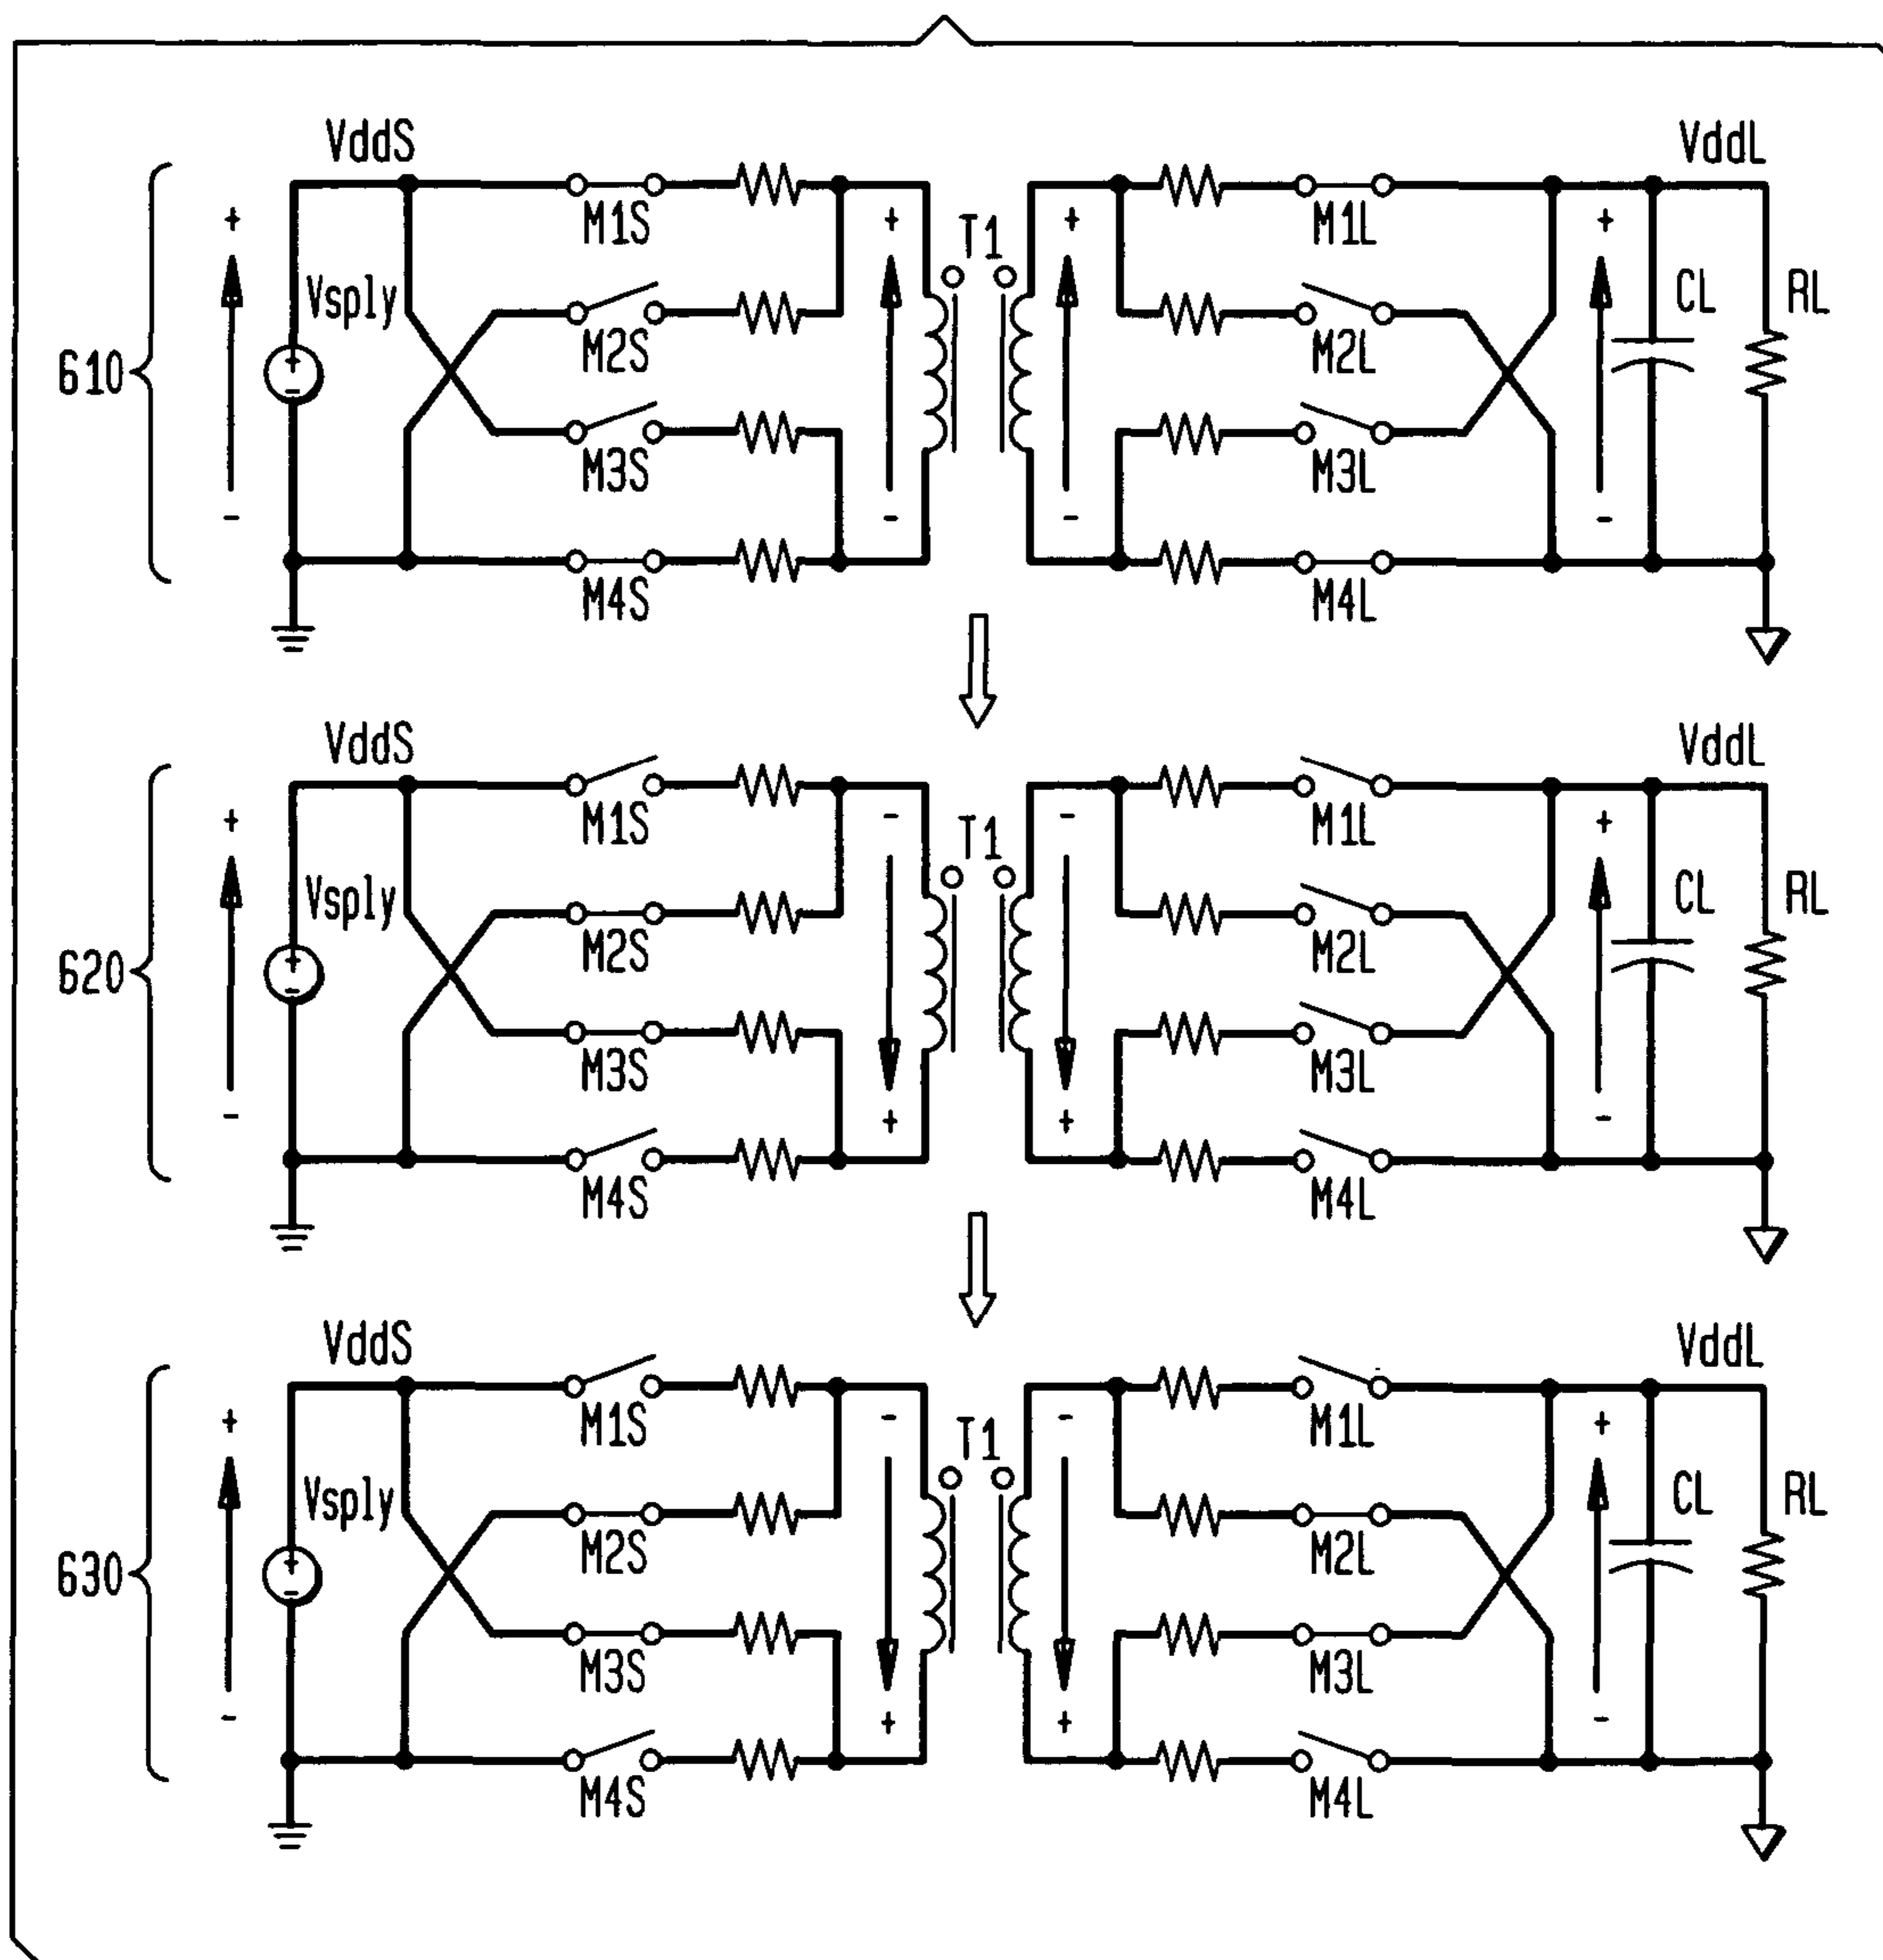 VddS
VddL
+
+
+
+
M1S
T1
M1L
Vsply
CL
RL
610
+
-
M2S
M2L
M3S
M3L
-
-
-
-
M4S
M4L
VddS
VddL
+
-
-
+
M1S
T1
M1L
Vsply
CL
RL
620
+
-
M2S
M2L
M3S
M3L
-
+
+
-
M4S
M4L
VddS
VddL
+
-
-
+
M1S
T1
M1L
Vsply
CL
RL
630
+
-
M2S
M2L
M3S
M3L
-
+
+
-
M4S
M4L